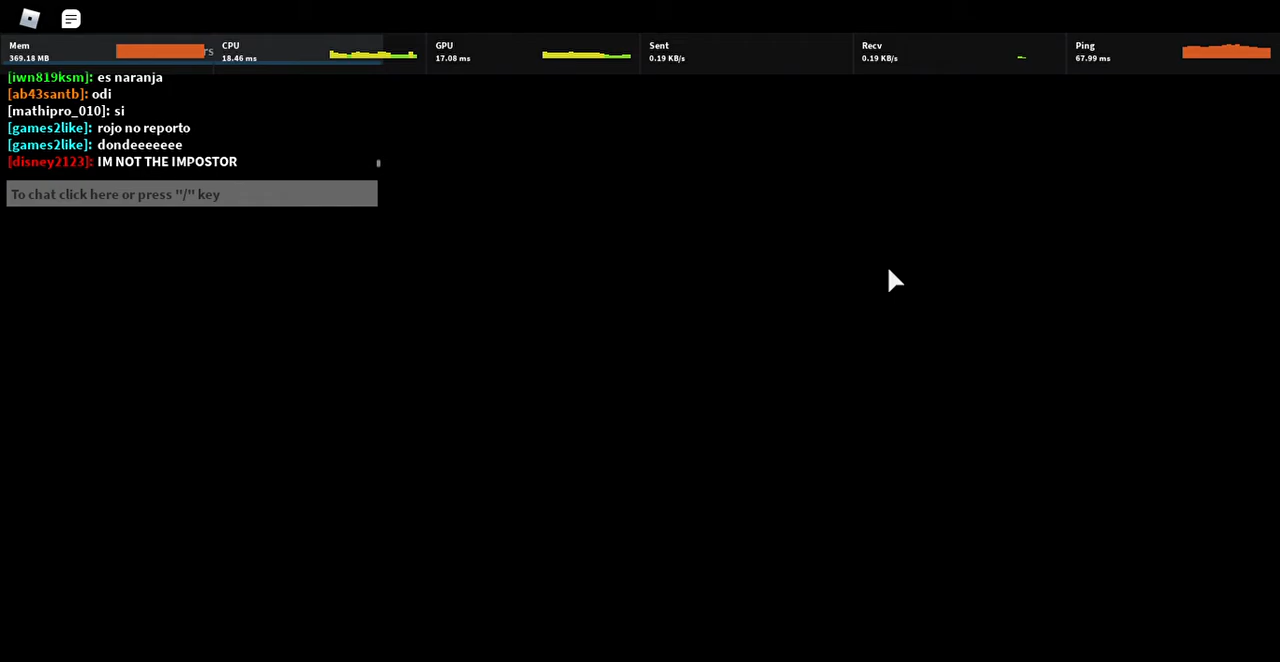 Mem CPU GPU Sent Recv Ping
369.18 MB rs 18.46 ms 17.08 ms 0.19 KB/s 0.19 KB/s 67.99 ms
[iwn819ksm]: es naranja
[ab43santb]: odi
[mathipro_010]: si
[games2like]: rojo no reporto
[games2like]: dondeeeeeee
[disney2123]: IM NOT THE IMPOSTOR
To chat click here or press "/" key